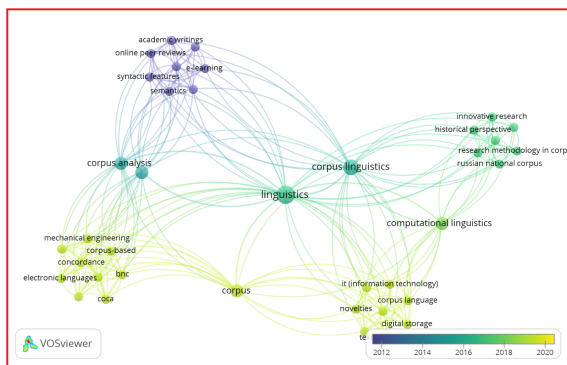 academic writings
online peer reviews
e-learning
syntactic features
semantics
innovative research
historical perspective
research methodology in corp
russian national corpus
corpus analysis
corpus linguistics
linguistics
computational linguistics
mechanical engineering
corpus-based
concordance
electronic languages
bnc
coca
corpus
it (information technology)
corpus language
novelties
digital storage
te
VOSviewer
2012 2014 2016 2018 2020